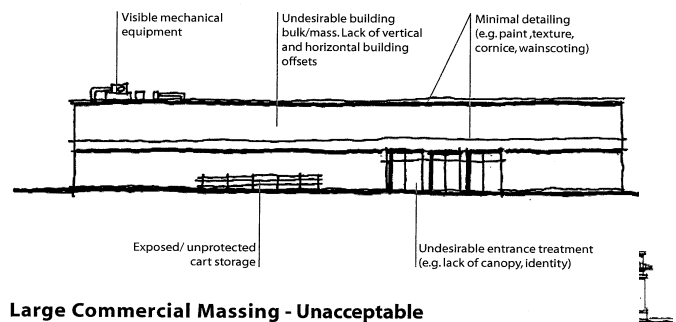 Visible mechanical
equipment
Undesirable building
bulk/mass. Lack of vertical
and horizontal building
offsets
Minimal detailing
(e.g. paint ,texture,
cornice, wainscoting)
Exposed/ unprotected
cart storage
Undesirable entrance treatment
(e.g. lack of canopy, identity)
Large Commercial Massing - Unacceptable